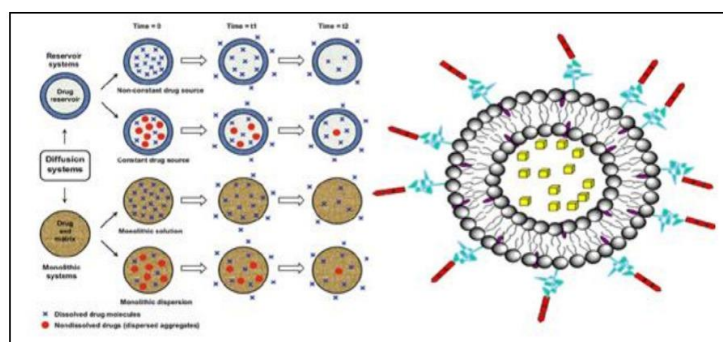 Time = 0
Time = t1
Time = t2
Reservoir systems
Drug reservoir
Non-constant drug source
Constant drug source
Diffusion systems
Drug and matrix
Monolithic systems
Monolithic solution
Monolithic dispersion
Dissolved drug molecules
Nondissolved drugs (dispersed aggregates)